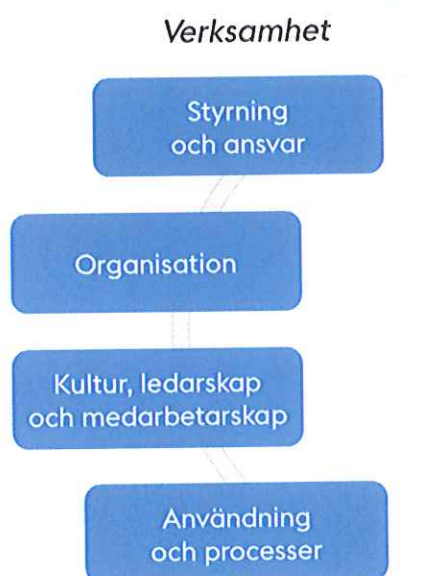 Verksamhet
Styrning
och ansvar
Organisation
Kultur, ledarskap
och medarbetarskap
Användning
och processer